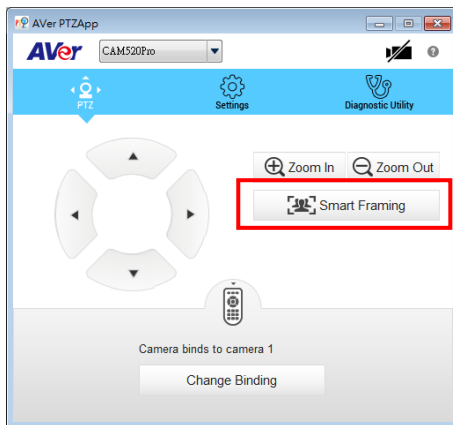 AVer PTZApp
AVer CAM520Pro
PTZ Settings Diagnostic Utility
Zoom In Zoom Out
Smart Framing
Camera binds to camera 1
Change Binding